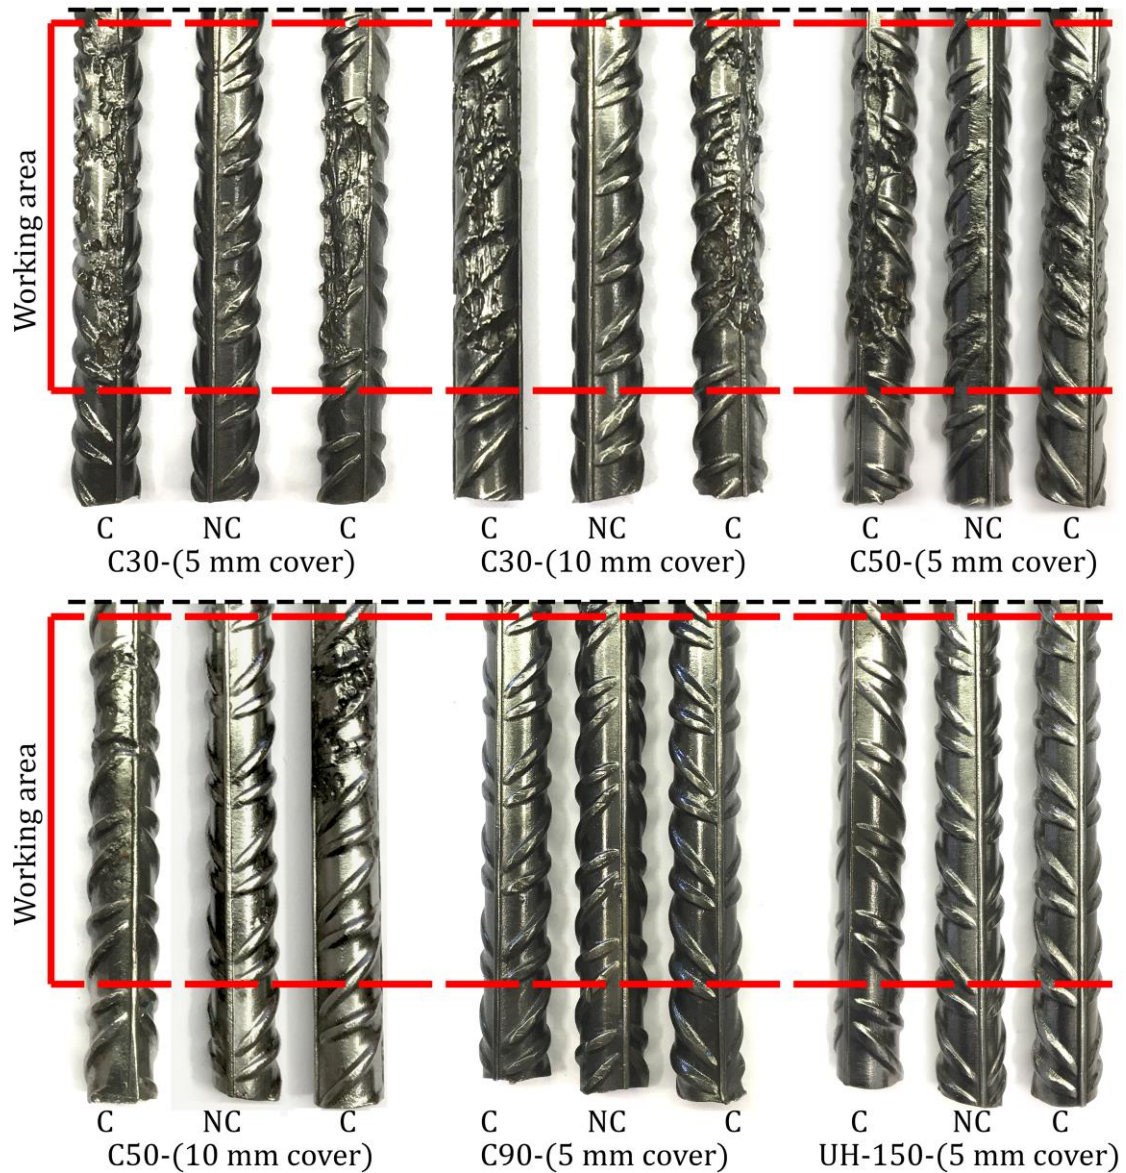 Working area
C NC C C NC C C NC C
C30-(5 mm cover) C30-(10 mm cover) C50-(5 mm cover)
Working area
C NC C C NC C C NC C
C50-(10 mm cover) C90-(5 mm cover) UH-150-(5 mm cover)